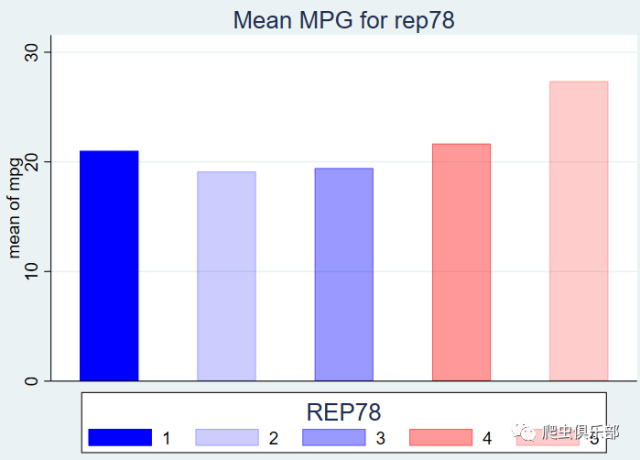 Mean MPG for rep78
mean of mpg
30
20
10
0
REP78
1 2 3 4 5
爬虫俱乐部